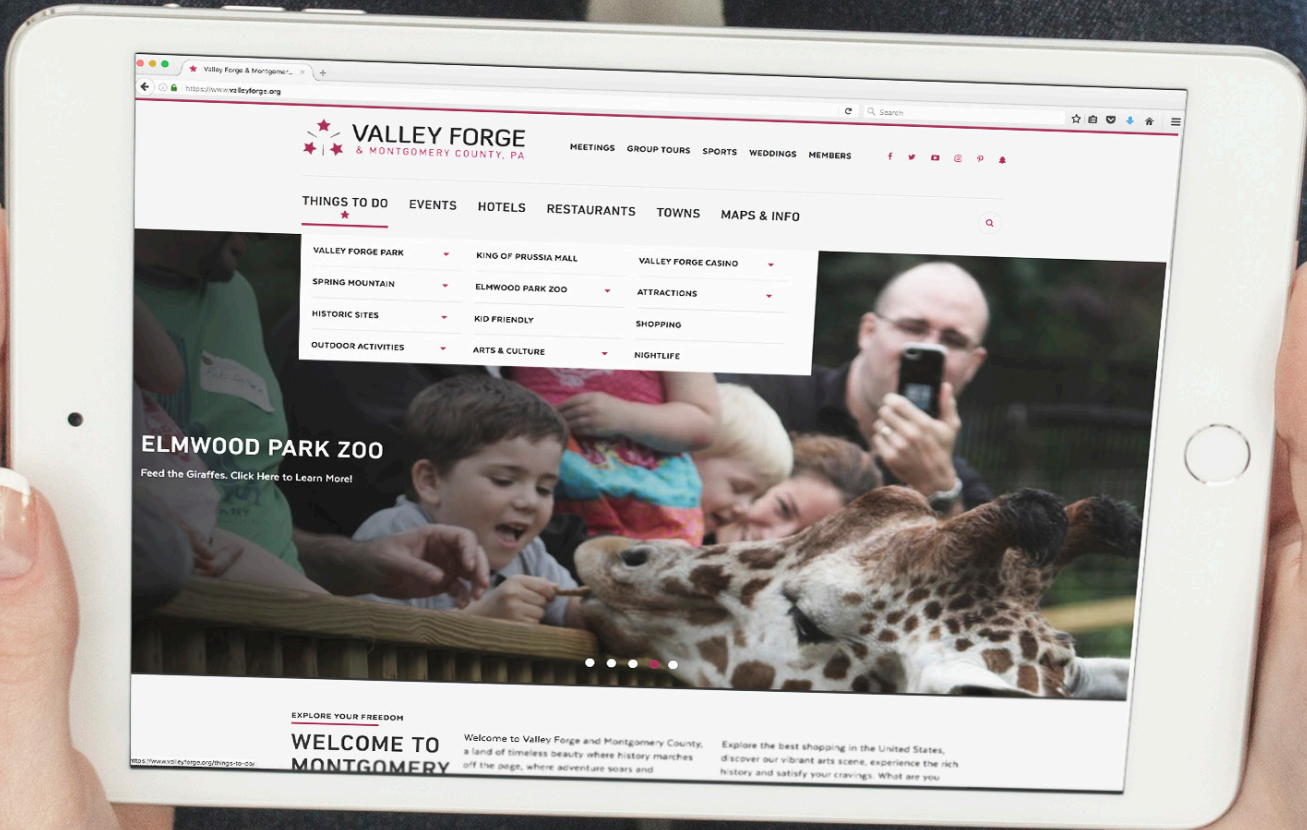 Valley Forge & Montgomer...
https://www.valleyforge.org
Search
VALLEY FORGE
& MONTGOMERY COUNTY, PA
MEETINGS GROUP TOURS SPORTS WEDDINGS MEMBERS
THINGS TO DO EVENTS HOTELS RESTAURANTS TOWNS MAPS & INFO
VALLEY FORGE PARK KING OF PRUSSIA MALL VALLEY FORGE CASINO
SPRING MOUNTAIN ELMWOOD PARK ZOO ATTRACTIONS
HISTORIC SITES KID FRIENDLY SHOPPING
OUTDOOR ACTIVITIES ARTS & CULTURE NIGHTLIFE
ELMWOOD PARK ZOO
Feed the Giraffes. Click Here to Learn More!
EXPLORE YOUR FREEDOM
WELCOME TO
MONTGOMERY
Welcome to Valley Forge and Montgomery County,
a land of timeless beauty where history marches
off the page, where adventure soars and
Explore the best shopping in the United States,
discover our vibrant arts scene, experience the rich
history and satisfy your cravings. What are you
https://www.valleyforge.org/things-to-do/